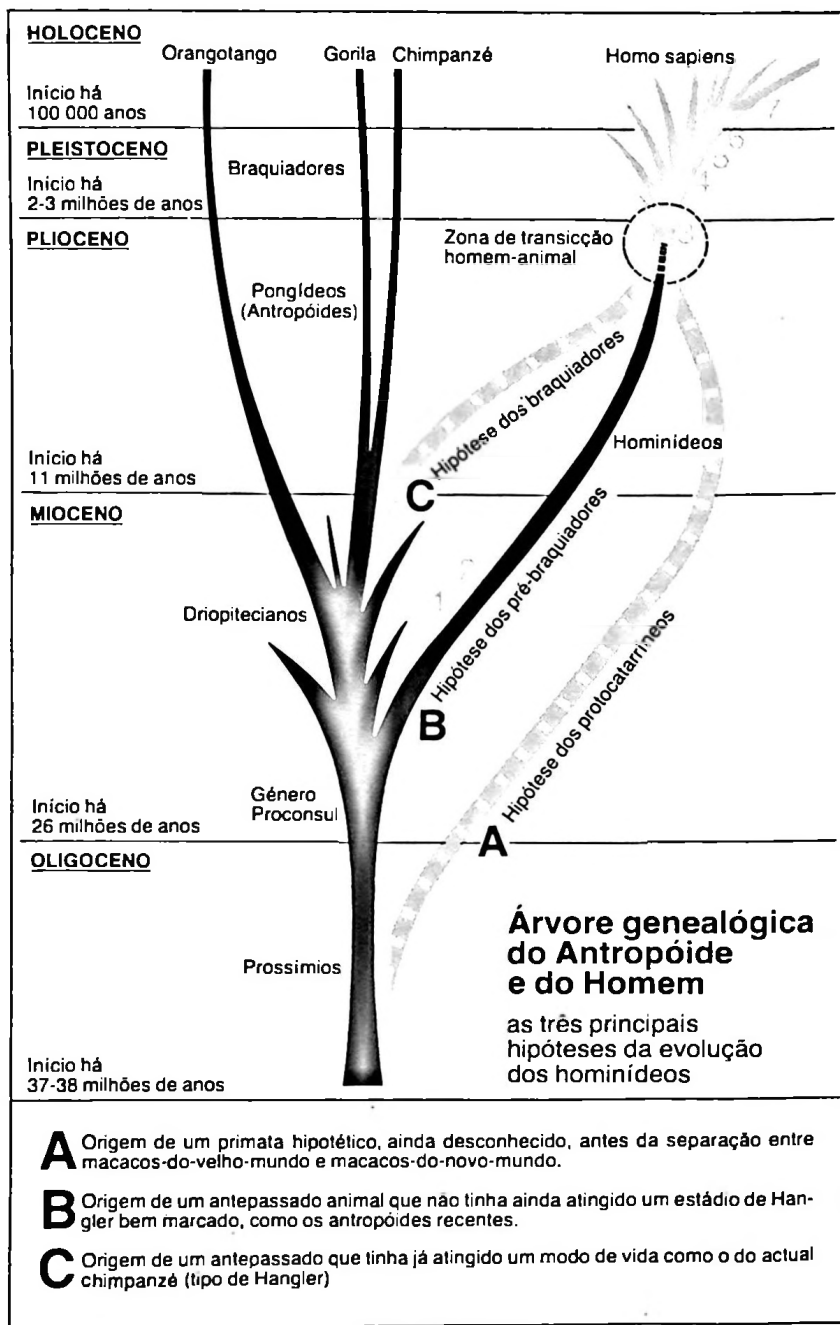 HOLOCENO
Orangotango
Gorila
Chimpanzé
Homo sapiens
Início há
100 000 anos
PLEISTOCENO
Início há
2-3 milhões de anos
Braquiadores
PLIOCENO
Zona de transicção
homem-animal
Pongídeos
(Antropóides)
Hipótese dos braquiadores
Hominídeos
Início há
11 milhões de anos
C
MIOCENO
Hipótese dos pré-braquiadores
Driopitecianos
Hipótese dos protocatarríneos
B
Género
Proconsul
Início há
26 milhões de anos
A
OLIGOCENO
Prossímios
Árvore genealógica
do Antropóide
e do Homem
as três principais
hipóteses da evolução
dos hominídeos
Início há
37-38 milhões de anos
A Origem de um primata hipotético, ainda desconhecido, antes da separação entre
macacos-do-velho-mundo e macacos-do-novo-mundo.
B Origem de um antepassado animal que não tinha ainda atingido um estádio de Han-
gler bem marcado, como os antropóides recentes.
C Origem de um antepassado que tinha já atingido um modo de vida como o do actual
chimpanzé (tipo de Hangler)